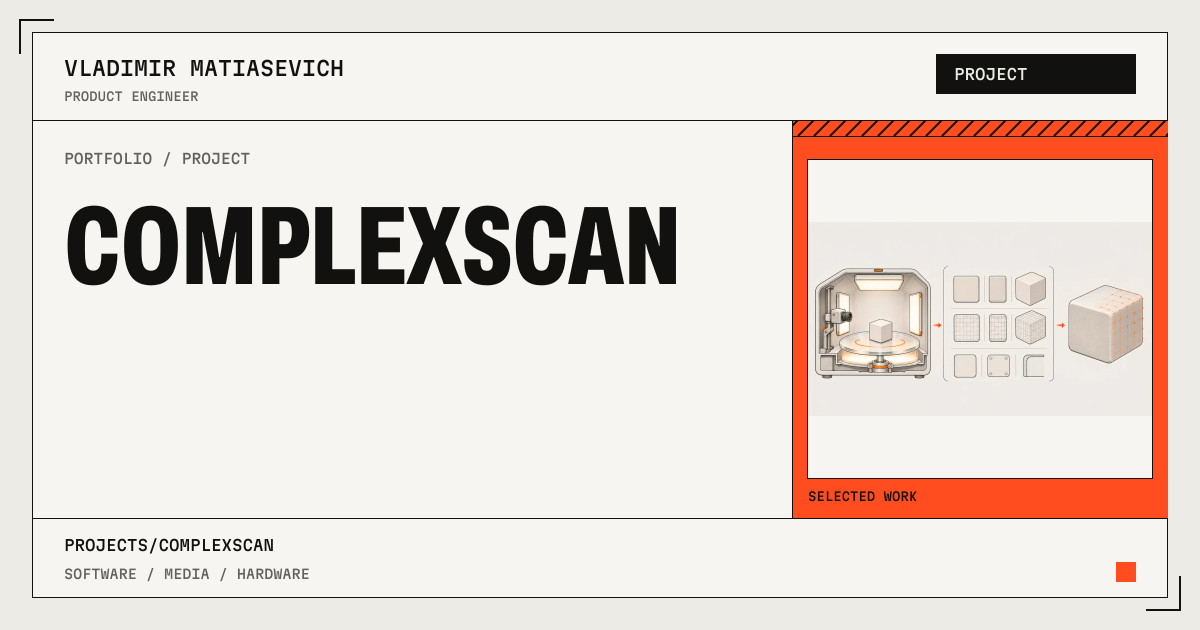 VLADIMIR MATIASEVICH
PRODUCT ENGINEER
PROJECT
PORTFOLIO / PROJECT
COMPLEXSCAN
SELECTED WORK
PROJECTS/COMPLEXSCAN
SOFTWARE / MEDIA / HARDWARE